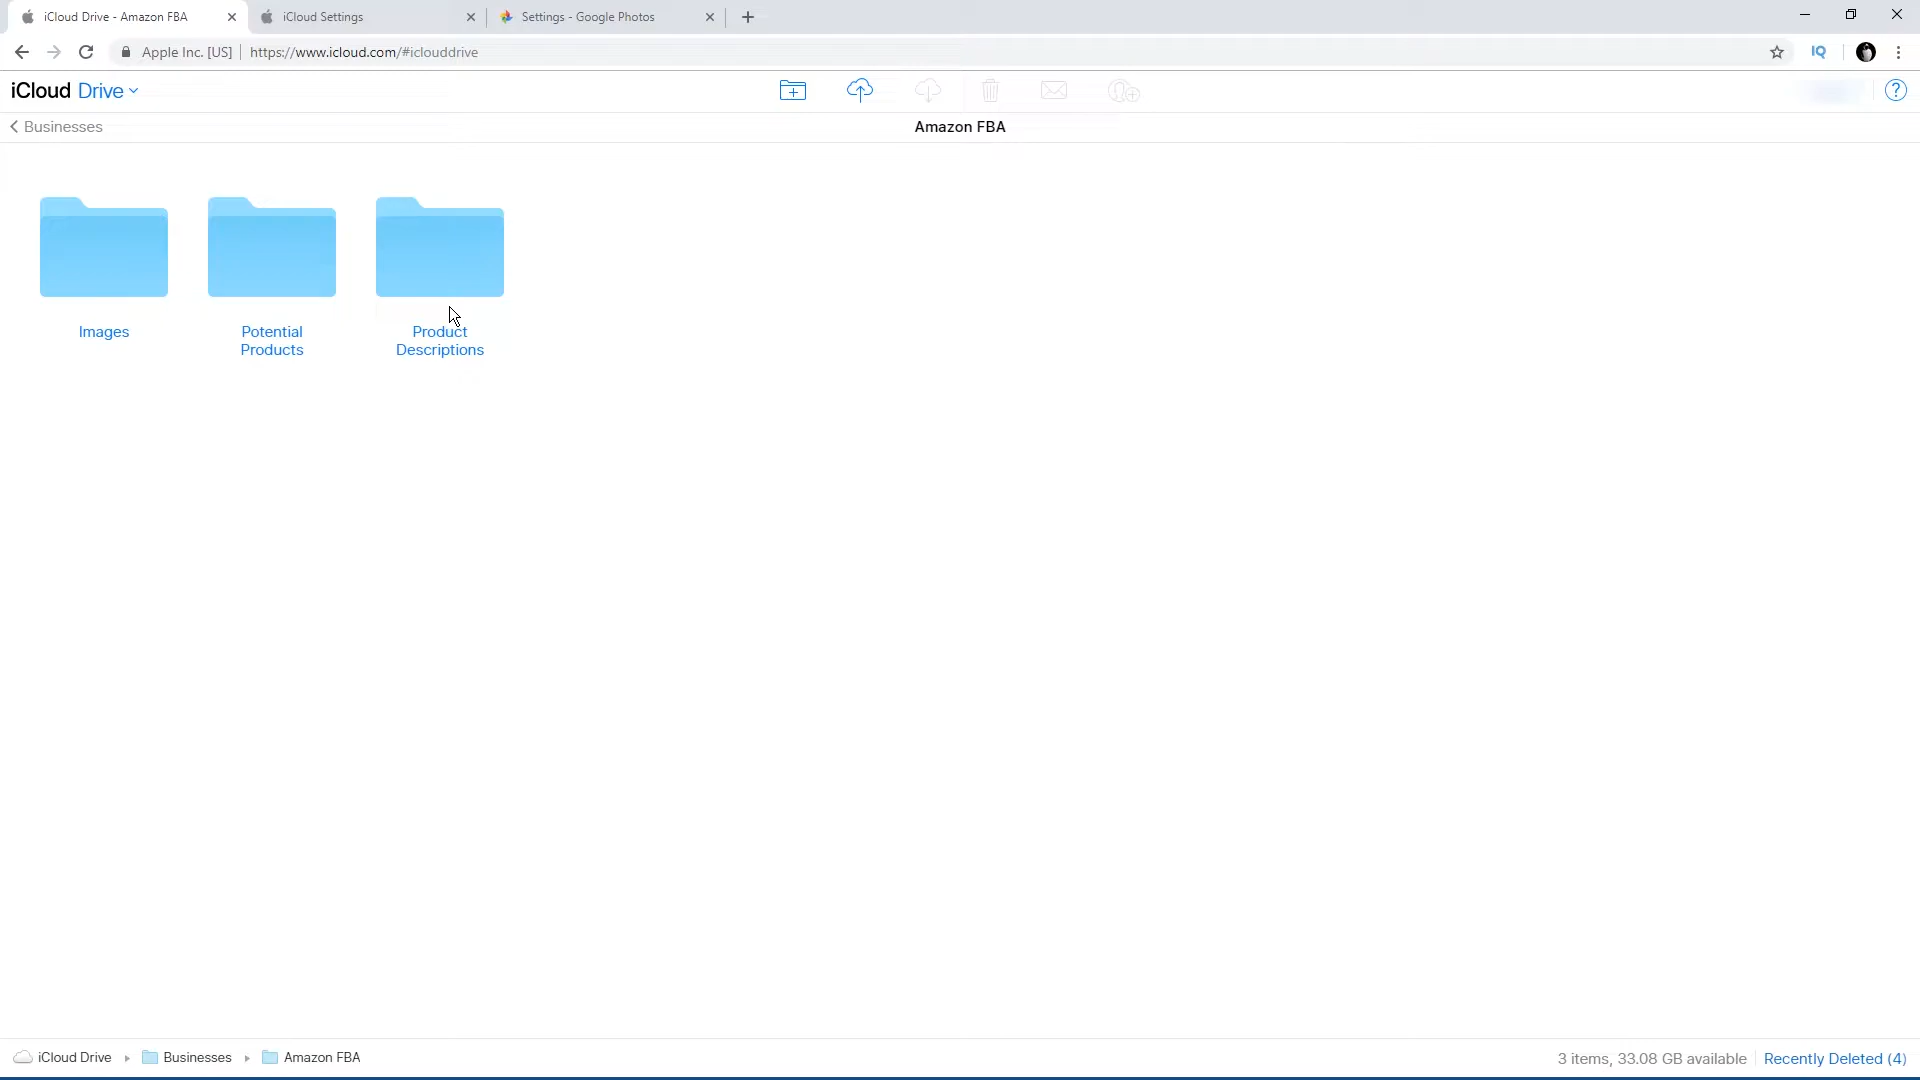 iCloud Drive - Amazon FBA
iCloud Settings
Settings - Google Photos
Apple Inc. [US]
https://www.icloud.com/#iclouddrive
IQ
iCloud Drive
?
Businesses
Amazon FBA
Images
Potential
Products
Product
Descriptions
iCloud Drive
Businesses
Amazon FBA
3 items, 33.08 GB available
Recently Deleted (4)